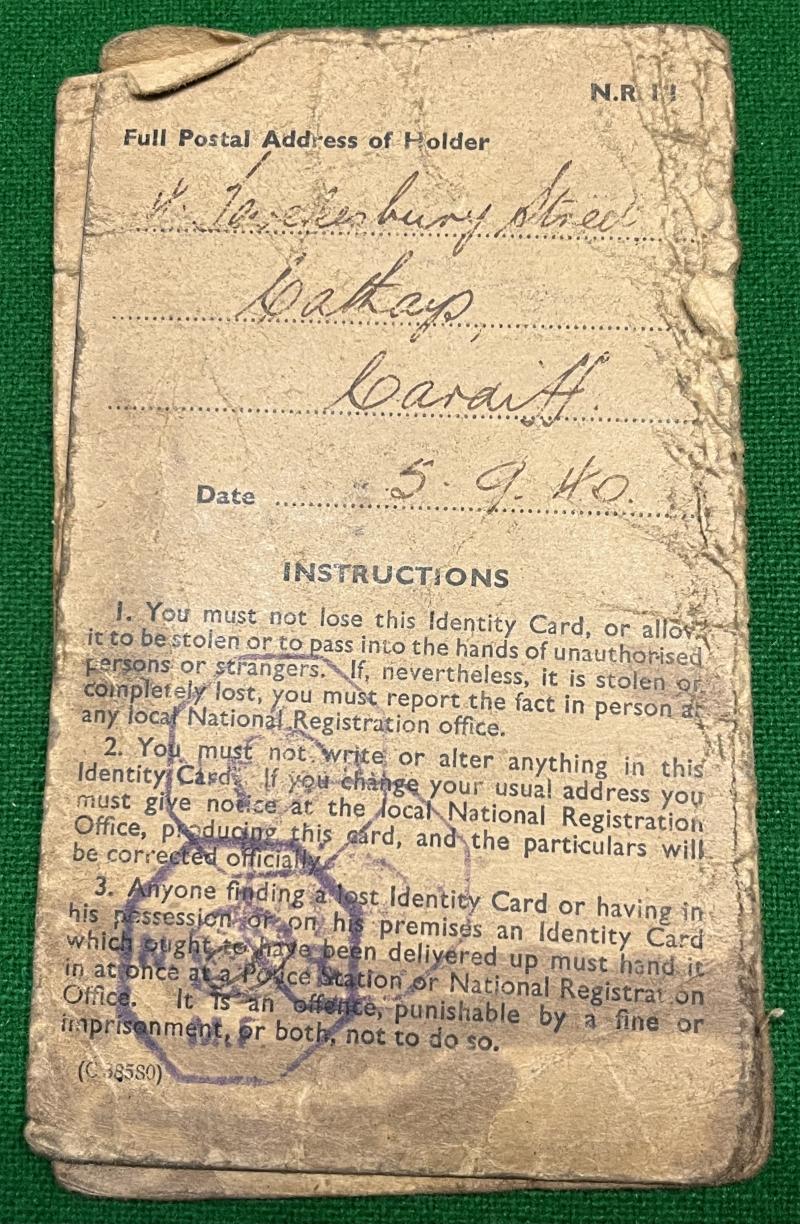 N.R 11
Full Postal Address of Holder
Tewkesbury Street
Cathays,
Cardiff.
Date 5.9.40.
INSTRUCTIONS
1. You must not lose this Identity Card, or allow
it to be stolen or to pass into the hands of unauthorised
persons or strangers. If, nevertheless, it is stolen or
completely lost, you must report the fact in person at
any local National Registration office.
2. You must not write or alter anything in this
Identity Card. If you change your usual address you
must give notice at the local National Registration
Office, producing this card, and the particulars will
be corrected officially.
3. Anyone finding a lost Identity Card or having in
his possession or on his premises an Identity Card
which ought to have been delivered up must hand it
in at once at a Police Station or National Registration
Office. It is an offence, punishable by a fine or
imprisonment, or both, not to do so.